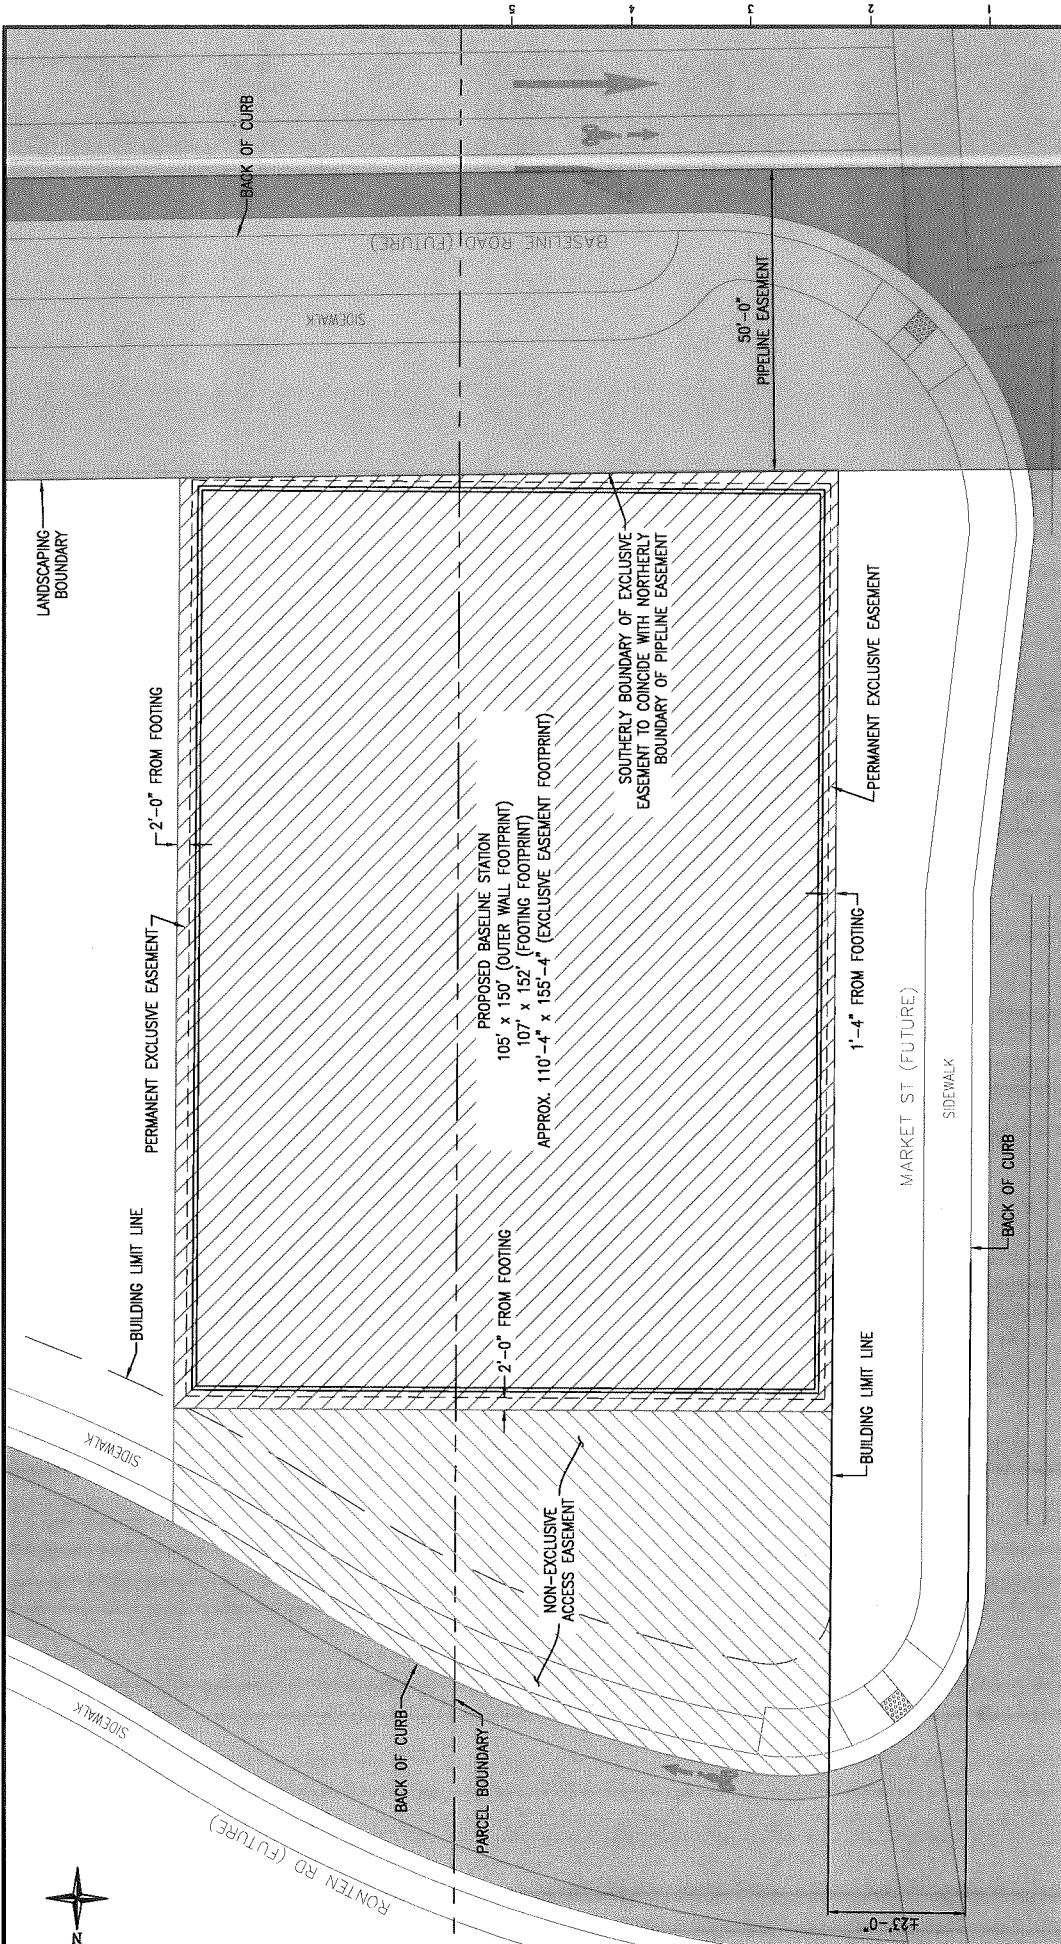 5
4
3
2
1
BACK OF CURB
BASELINE ROAD (FUTURE)
SIDEWALK
50'-0"
PIPELINE EASEMENT
LANDSCAPING
BOUNDARY
SOUTHERLY BOUNDARY OF EXCLUSIVE
EASEMENT TO COINCIDE WITH NORTHERLY
BOUNDARY OF PIPELINE EASEMENT
PERMANENT EXCLUSIVE EASEMENT
2'-0" FROM FOOTING
PERMANENT EXCLUSIVE EASEMENT
PROPOSED BASELINE STATION
105' x 150' (OUTER WALL FOOTPRINT)
107' x 152' (FOOTING FOOTPRINT)
APPROX. 110'-4" x 155'-4" (EXCLUSIVE EASEMENT FOOTPRINT)
1'-4" FROM FOOTING
MARKET ST (FUTURE)
SIDEWALK
BACK OF CURB
BUILDING LIMIT LINE
2'-0" FROM FOOTING
BUILDING LIMIT LINE
SIDEWALK
NON-EXCLUSIVE
ACCESS EASEMENT
BACK OF CURB
PARCEL BOUNDARY
SIDEWALK
RONTEN RD (FUTURE)
±23'-0"
N